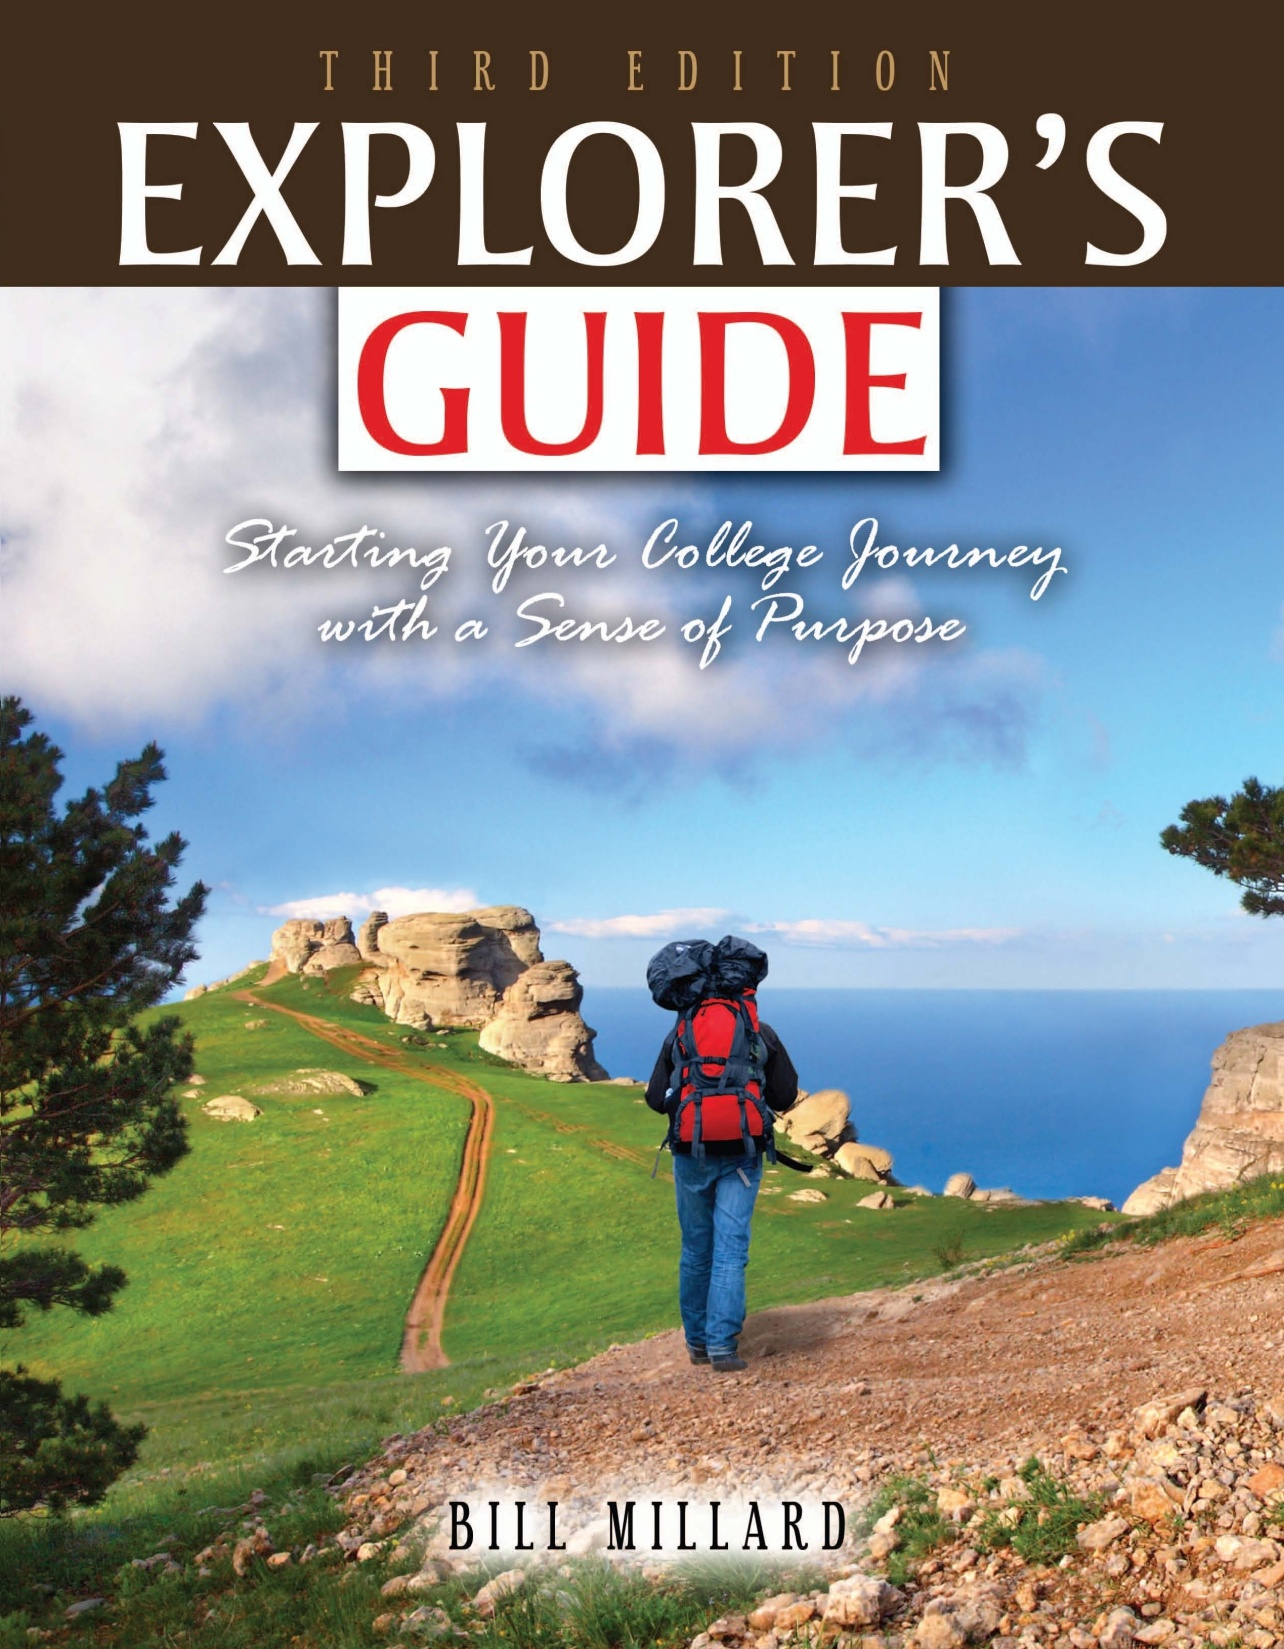 THIRD EDITION
EXPLORER'S
GUIDE
Starting Your College Journey
with a Sense of Purpose
BILL MILLARD